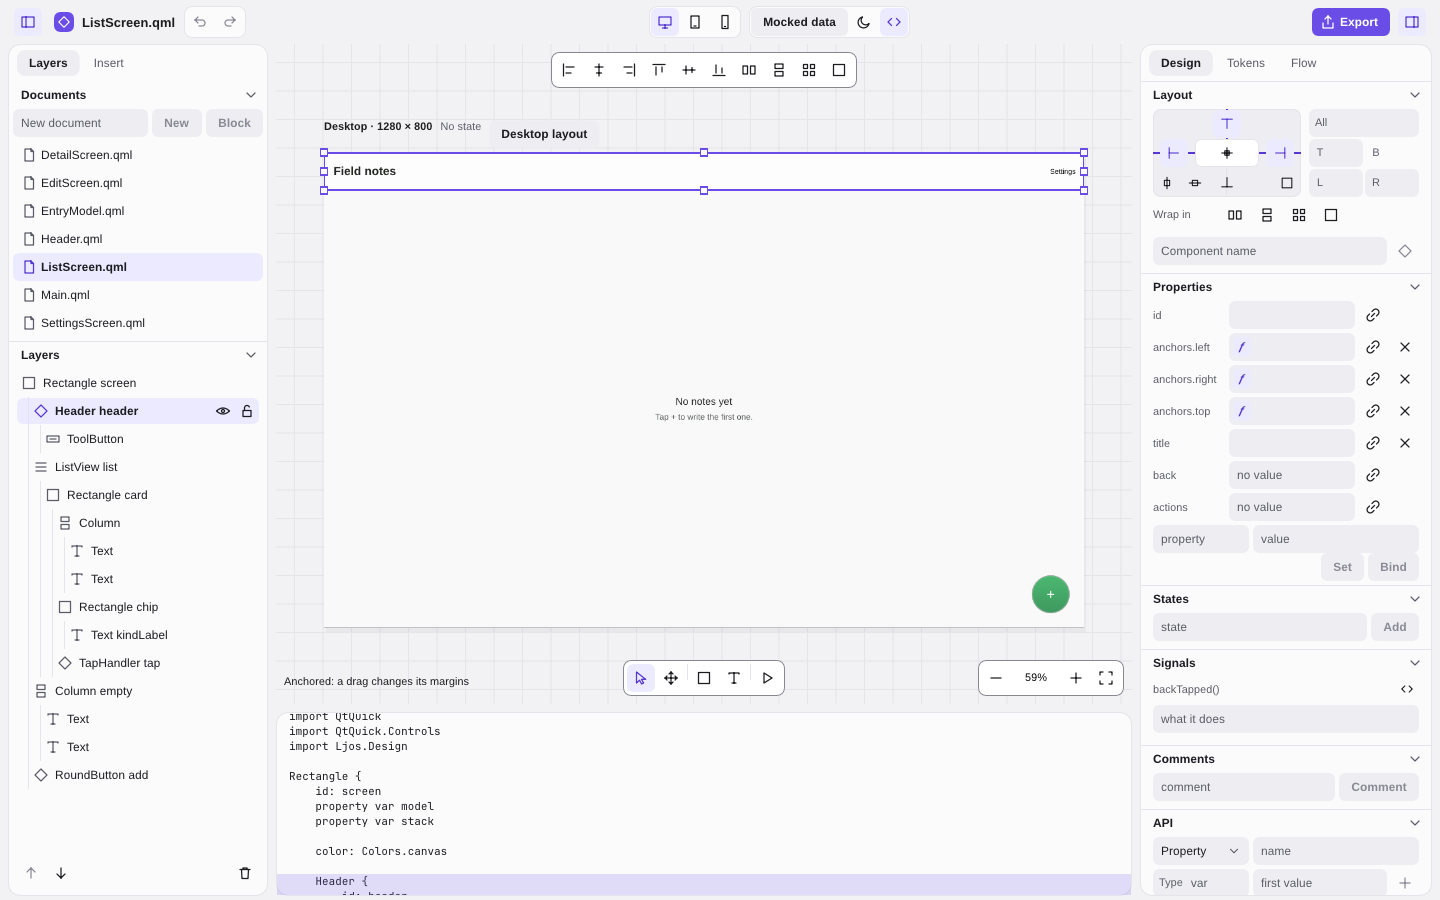 ListScreen.qml
Mocked data
Export
Layers Insert
Documents
New document New Block
DetailScreen.qml
EditScreen.qml
EntryModel.qml
Header.qml
ListScreen.qml
Main.qml
SettingsScreen.qml
Layers
Rectangle screen
Header header
ToolButton
ListView list
Rectangle card
Column
Text
Text
Rectangle chip
Text kindLabel
TapHandler tap
Column empty
Text
Text
RoundButton add
Desktop · 1280 × 800 No state Desktop layout
Field notes Settings
No notes yet
Tap + to write the first one.
+
Anchored: a drag changes its margins
59%
import QtQuick
import QtQuick.Controls
import Ljos.Design
Rectangle {
id: screen
property var model
property var stack
color: Colors.canvas
Header {
id: header
Design Tokens Flow
Layout
All
T B
L R
Wrap in
Component name
Properties
id
anchors.left f
anchors.right f
anchors.top f
title
back no value
actions no value
property value
Set Bind
States
state Add
Signals
backTapped()
what it does
Comments
comment Comment
API
Property name
Type var first value